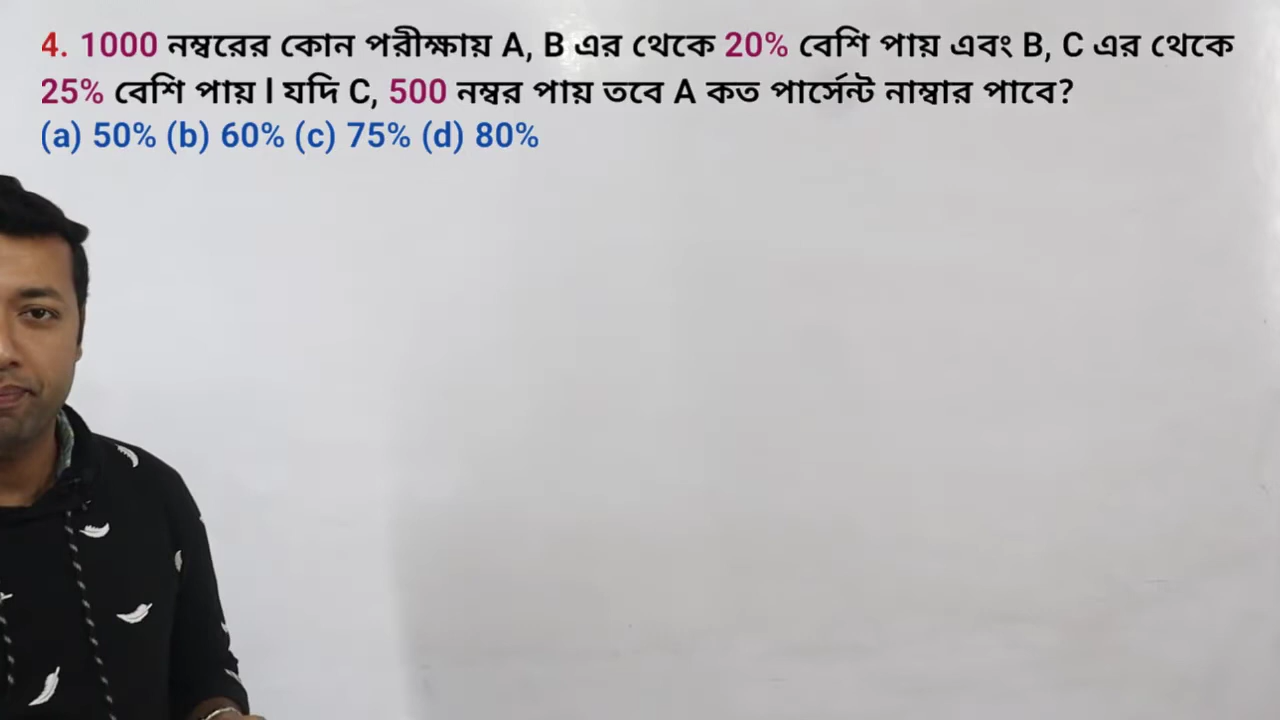 4. 1000 নম্বরের কোন পরীক্ষায় A, B এর থেকে 20% বেশি পায় এবং B, C এর থেকে
25% বেশি পায় l যদি C, 500 নম্বর পায় তবে A কত পার্সেন্ট নাম্বার পাবে?
(a) 50% (b) 60% (c) 75% (d) 80%